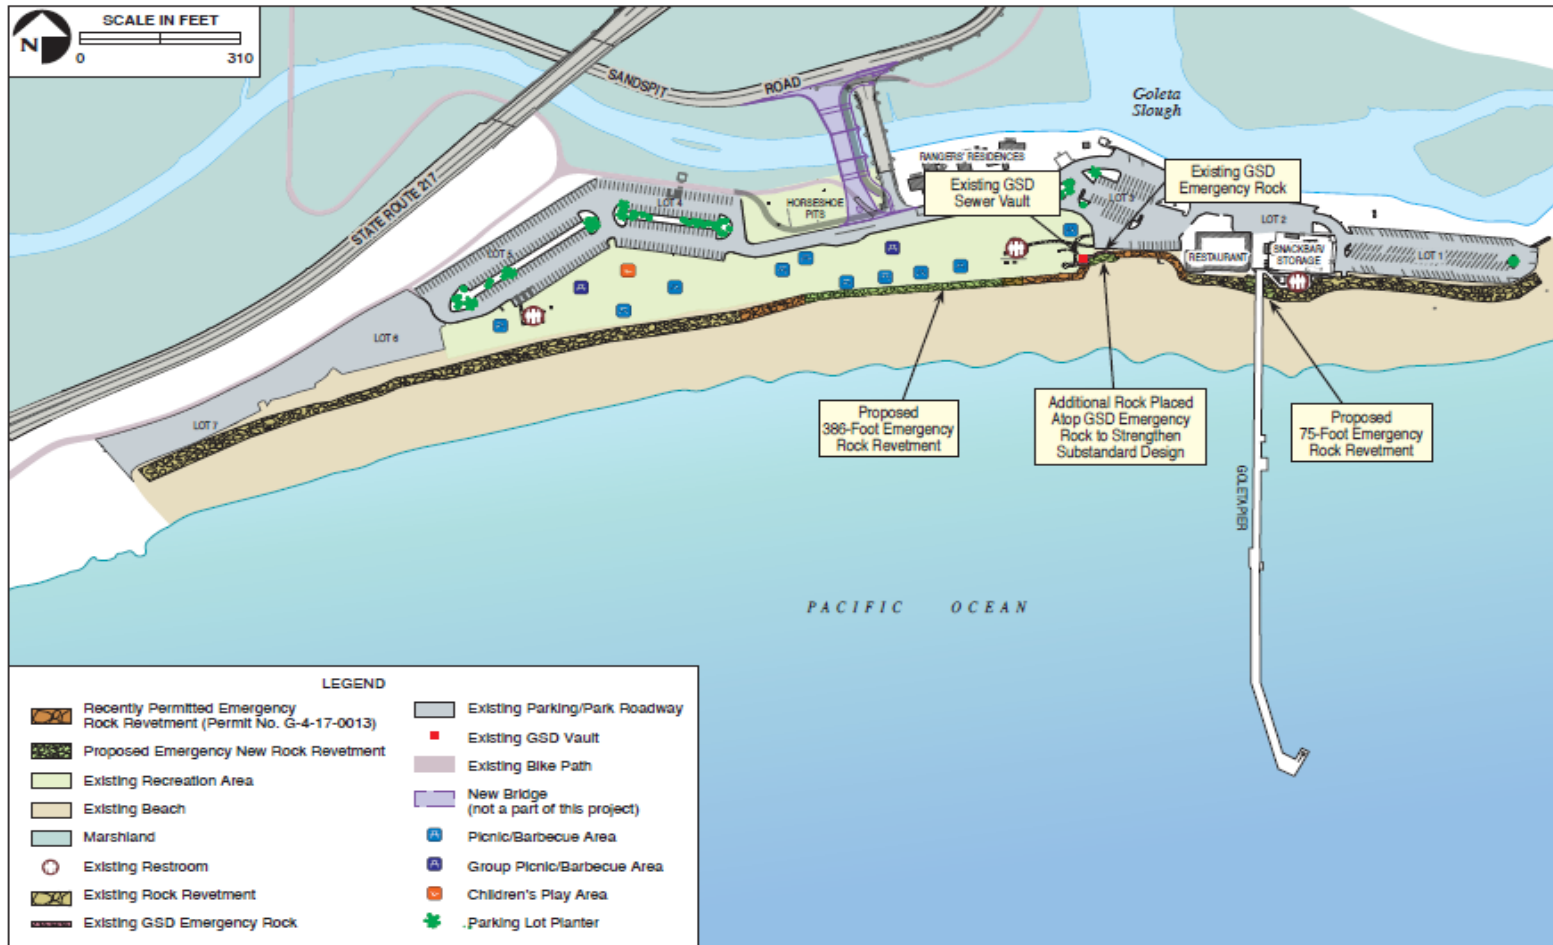 SCALE IN FEET
N
0 310
SANDSPIT ROAD
Goleta
Slough
STATE ROUTE 217
RANGERS' RESIDENCES
Existing GSD
Sewer Vault
Existing GSD
Emergency Rock
HORSESHOE
PITS
LOT 4
LOT 3
LOT 2
LOT 5
RESTAURANT
SNACKBAR/
STORAGE
LOT 1
LOT 6
LOT 7
Proposed
386-Foot Emergency
Rock Revetment
Additional Rock Placed
Atop GSD Emergency
Rock to Strengthen
Substandard Design
Proposed
75-Foot Emergency
Rock Revetment
GOLETA PIER
PACIFIC OCEAN
LEGEND
Recently Permitted Emergency
Rock Revetment (Permit No. G-4-17-0013)
Proposed Emergency New Rock Revetment
Existing Recreation Area
Existing Beach
Marshland
Existing Restroom
Existing Rock Revetment
Existing GSD Emergency Rock
Existing Parking/Park Roadway
Existing GSD Vault
Existing Bike Path
New Bridge
(not a part of this project)
Picnic/Barbecue Area
Group Picnic/Barbecue Area
Children's Play Area
Parking Lot Planter